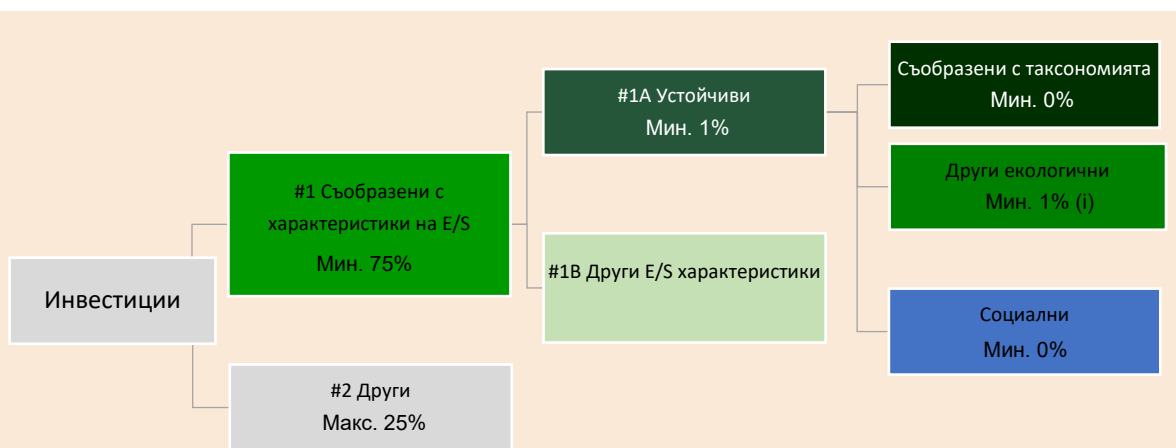 Инвестиции
#1 Съобразени с
характеристики на E/S
Мин. 75%
#2 Други
Макс. 25%
#1A Устойчиви
Мин. 1%
#1B Други E/S характеристики
Съобразени с таксономията
Мин. 0%
Други екологични
Мин. 1% (i)
Социални
Мин. 0%